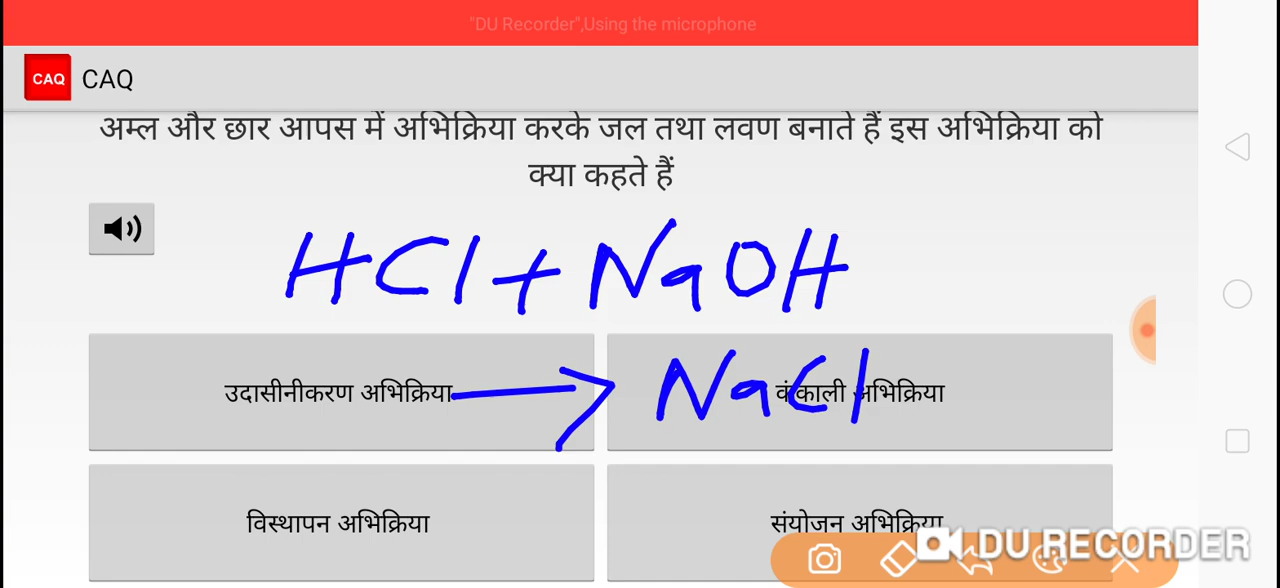 "DU Recorder",Using the microphone
CAQ CAQ
अम्ल और छार आपस में अभिक्रिया करके जल तथा लवण बनाते हैं इस अभिक्रिया को
क्या कहते हैं
HCl + NaOH
उदासीनीकरण अभिक्रिया → NaCl कंकाली अभिक्रिया
विस्थापन अभिक्रिया संयोजन अभिक्रिया
DU RECORDER